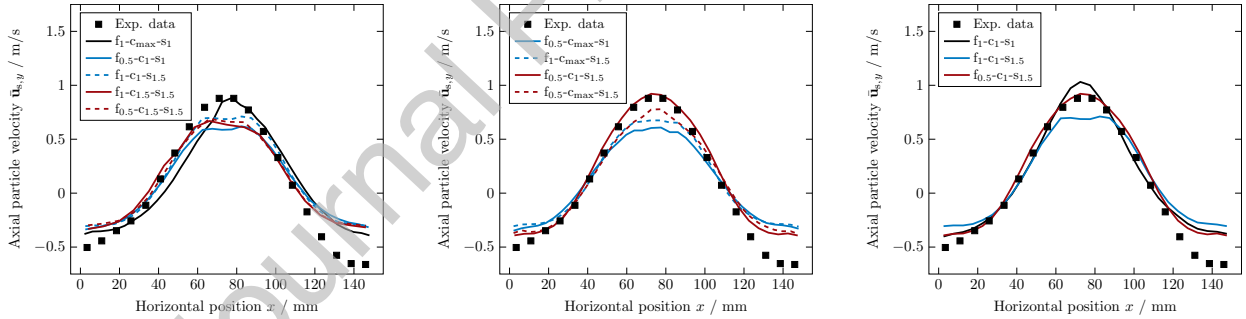 Exp. data
f1-cmax-s1
f0.5-c1-s1
f1-c1-s1.5
f1-c1.5-s1.5
f0.5-c1.5-s1.5
1.5
1
0.5
0
−0.5
Axial particle velocity ūs,y / m/s
0 20 40 60 80 100 120 140
Horizontal position x / mm
Exp. data
f0.5-cmax-s1
f1-cmax-s1.5
f0.5-c1-s1.5
f0.5-cmax-s1.5
1.5
1
0.5
0
−0.5
Axial particle velocity ūs,y / m/s
0 20 40 60 80 100 120 140
Horizontal position x / mm
Exp. data
f1-c1-s1
f1-c1-s1.5
f0.5-c1-s1.5
1.5
1
0.5
0
−0.5
Axial particle velocity ūs,y / m/s
0 20 40 60 80 100 120 140
Horizontal position x / mm
Journal P